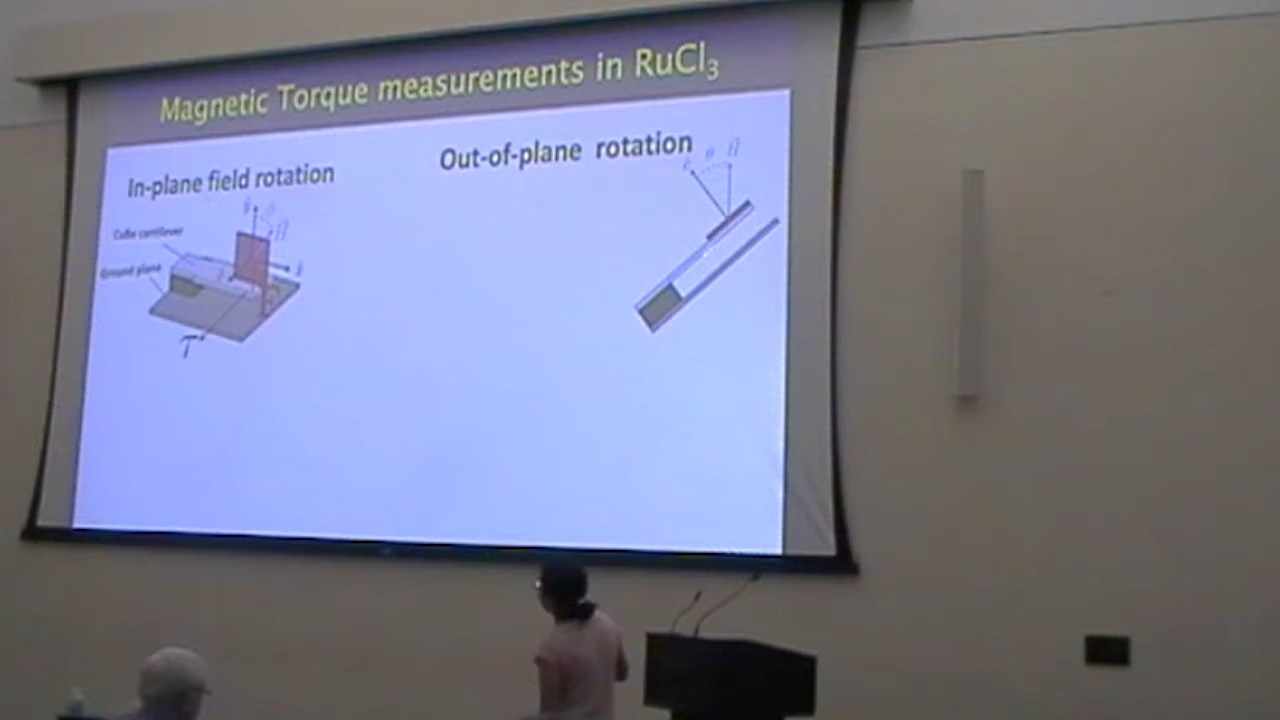 Magnetic Torque measurements in RuCl₃
In-plane field rotation
Out-of-plane rotation
θ
Cube cantilever
Ground plane
τ